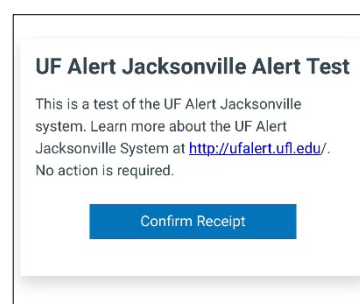 UF Alert Jacksonville Alert Test
This is a test of the UF Alert Jacksonville
system. Learn more about the UF Alert
Jacksonville System at http://ufalert.ufl.edu/.
No action is required.
Confirm Receipt